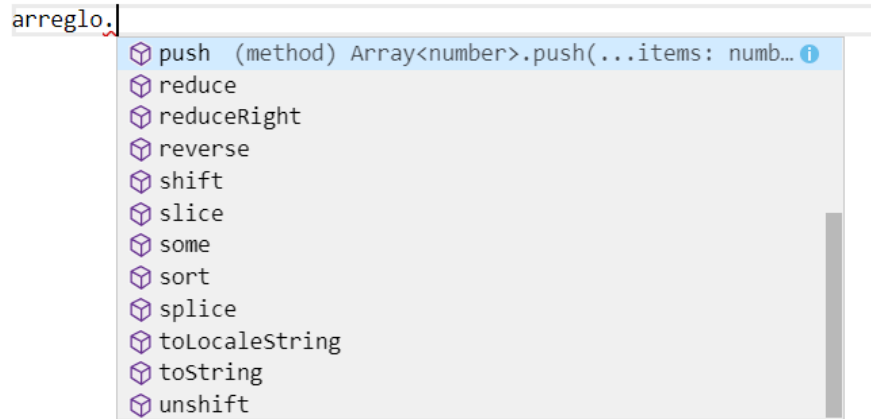 arreglo.
push (method) Array<number>.push(...items: numb…
reduce
reduceRight
reverse
shift
slice
some
sort
splice
toLocaleString
toString
unshift